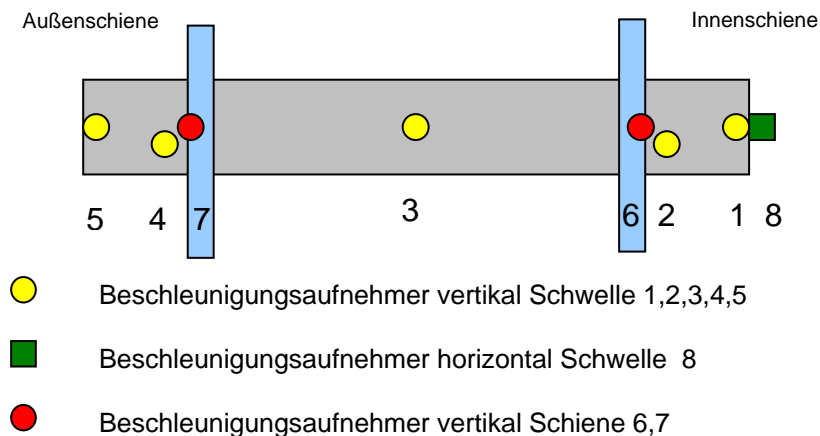 Außenschiene Innenschiene
5 4 7 3 6 2 1 8
Beschleunigungsaufnehmer vertikal Schwelle 1,2,3,4,5
Beschleunigungsaufnehmer horizontal Schwelle 8
Beschleunigungsaufnehmer vertikal Schiene 6,7